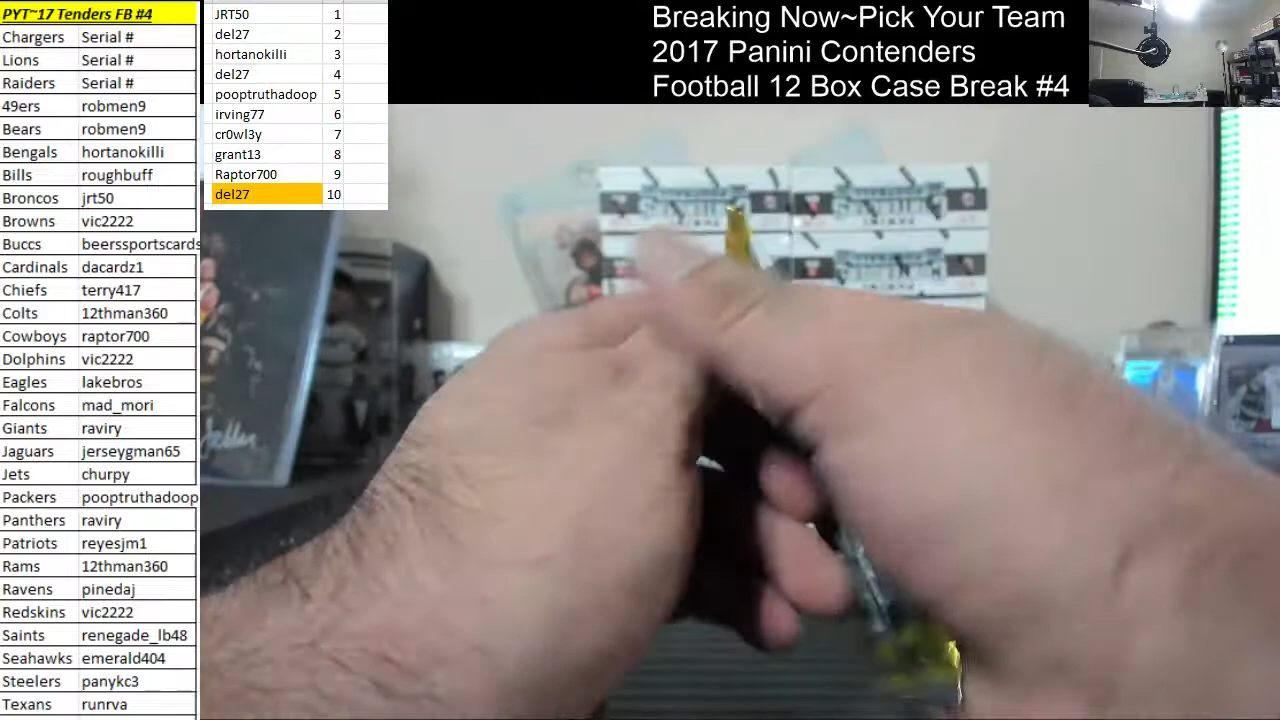 PYT~17 Tenders FB #4
Chargers Serial #
Lions Serial #
Raiders Serial #
49ers robmen9
Bears robmen9
Bengals hortanokilli
Bills roughbuff
Broncos jrt50
Browns vic2222
Buccs beerssportscards
Cardinals dacardz1
Chiefs terry417
Colts 12thman360
Cowboys raptor700
Dolphins vic2222
Eagles lakebros
Falcons mad_mori
Giants raviry
Jaguars jerseygman65
Jets churpy
Packers pooptruthadoop
Panthers raviry
Patriots reyesjm1
Rams 12thman360
Ravens pinedaj
Redskins vic2222
Saints renegade_lb48
Seahawks emerald404
Steelers panykc3
Texans runrva
JRT50 1
del27 2
hortanokilli 3
del27 4
pooptruthadoop 5
irving77 6
cr0wl3y 7
grant13 8
Raptor700 9
del27 10
Breaking Now~Pick Your Team
2017 Panini Contenders
Football 12 Box Case Break #4